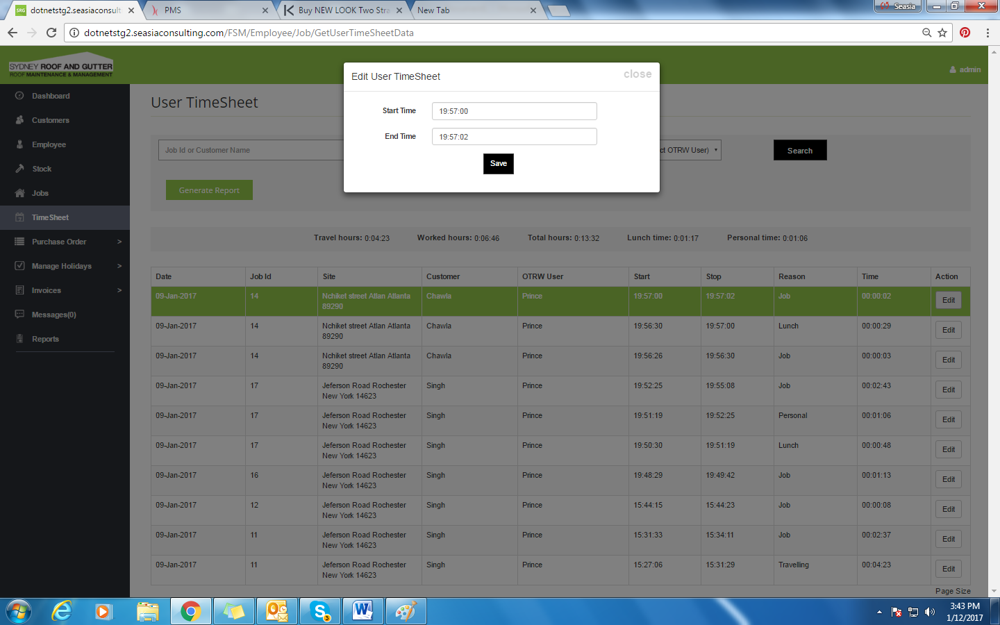 SRG dotnetstg2.seasiaconsult
PMS
Buy NEW LOOK Two Stra
New Tab
Seasia
dotnetstg2.seasiaconsulting.com/FSM/Employee/Job/GetUserTimeSheetData
SYDNEY ROOF AND GUTTER
ROOF MAINTENANCE & MANAGEMENT
admin
Edit User TimeSheet
close
Start Time 19:57:00
End Time 19:57:02
Save
Dashboard
Customers
Employee
Stock
Jobs
TimeSheet
Purchase Order >
Manage Holidays >
Invoices >
Messages(0)
Reports
User TimeSheet
Job Id or Customer Name
ct OTRW User)
Search
Generate Report
Travel hours: 0:04:23 Worked hours: 0:06:46 Total hours: 0:13:32 Lunch time: 0:01:17 Personal time: 0:01:06
Date Job Id Site Customer OTRW User Start Stop Reason Time Action
09-Jan-2017 14 Nchiket street Atlan Atlanta Chawla Prince 19:57:00 19:57:02 Job 00:00:02 Edit
89290
09-Jan-2017 14 Nchiket street Atlan Atlanta Chawla Prince 19:56:30 19:57:00 Lunch 00:00:29 Edit
89290
09-Jan-2017 14 Nchiket street Atlan Atlanta Chawla Prince 19:56:26 19:56:30 Job 00:00:03 Edit
89290
09-Jan-2017 17 Jeferson Road Rochester Singh Prince 19:52:25 19:55:08 Job 00:02:43 Edit
New York 14623
09-Jan-2017 17 Jeferson Road Rochester Singh Prince 19:51:19 19:52:25 Personal 00:01:06 Edit
New York 14623
09-Jan-2017 17 Jeferson Road Rochester Singh Prince 19:50:30 19:51:19 Lunch 00:00:48 Edit
New York 14623
09-Jan-2017 16 Jeferson Road Rochester Singh Prince 19:48:29 19:49:42 Job 00:01:13 Edit
New York 14623
09-Jan-2017 12 Jeferson Road Rochester Singh Prince 15:44:15 15:44:23 Job 00:00:08 Edit
New York 14623
09-Jan-2017 11 Jeferson Road Rochester Singh Prince 15:31:33 15:34:11 Job 00:02:37 Edit
New York 14623
09-Jan-2017 11 Jeferson Road Rochester Singh Prince 15:27:06 15:31:29 Travelling 00:04:23 Edit
New York 14623
Page Size
3
3:43 PM
1/12/2017